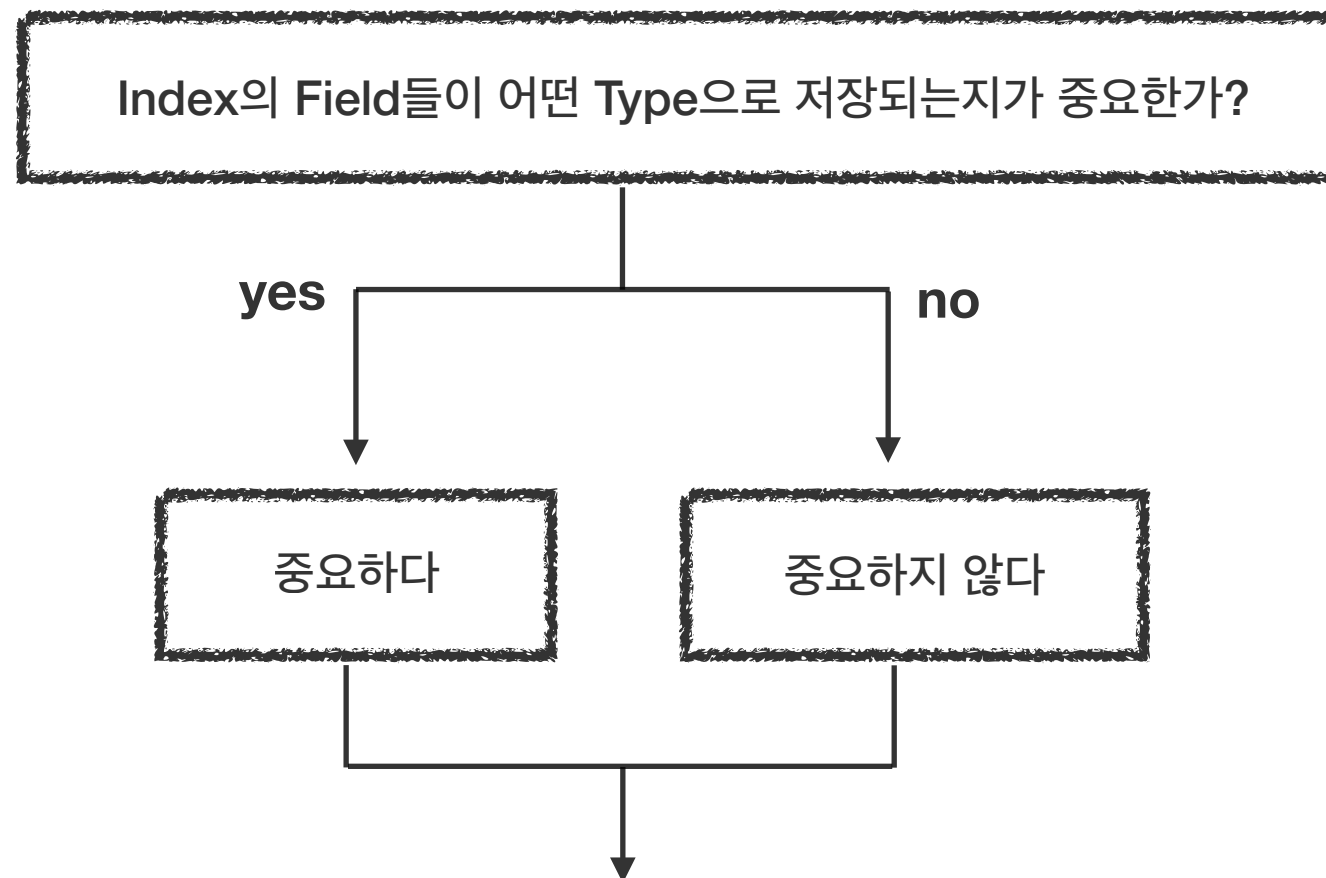 Index의 Field들이 어떤 Type으로 저장되는지가 중요한가?
yes
no
중요하다
중요하지 않다